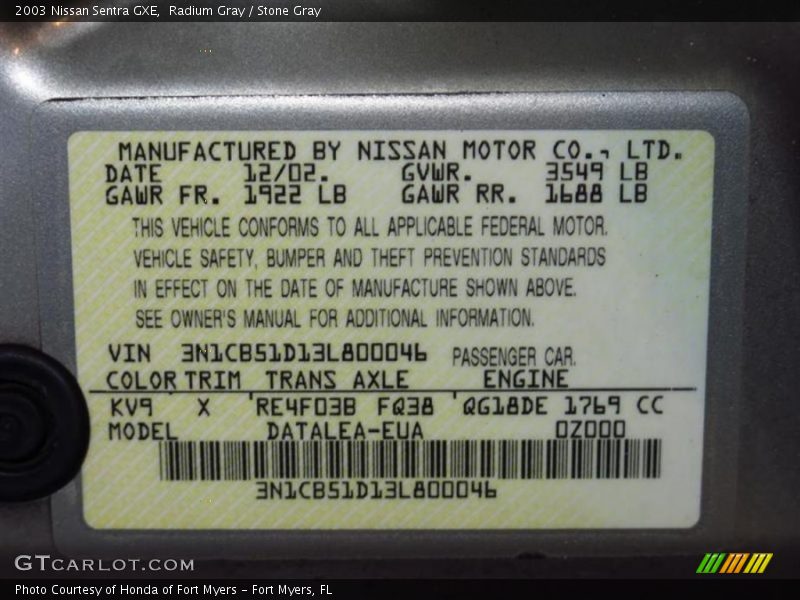 2003 Nissan Sentra GXE,  Radium Gray / Stone Gray
MANUFACTURED BY NISSAN MOTOR CO., LTD.
DATE 12/02. GVWR. 3549 LB
GAWR FR. 1922 LB GAWR RR. 1688 LB
THIS VEHICLE CONFORMS TO ALL APPLICABLE FEDERAL MOTOR.
VEHICLE SAFETY, BUMPER AND THEFT PREVENTION STANDARDS
IN EFFECT ON THE DATE OF MANUFACTURE SHOWN ABOVE.
SEE OWNER'S MANUAL FOR ADDITIONAL INFORMATION.
VIN 3N1CB51D13L800046 PASSENGER CAR.
COLOR TRIM TRANS AXLE ENGINE
KV9 X 'RE4F03B FQ38 'QG18DE 1769 CC
MODEL DATALEA-EUA 0Z000
3N1CB51D13L800046
GTCARLOT.COM
Photo Courtesy of Honda of Fort Myers - Fort Myers, FL